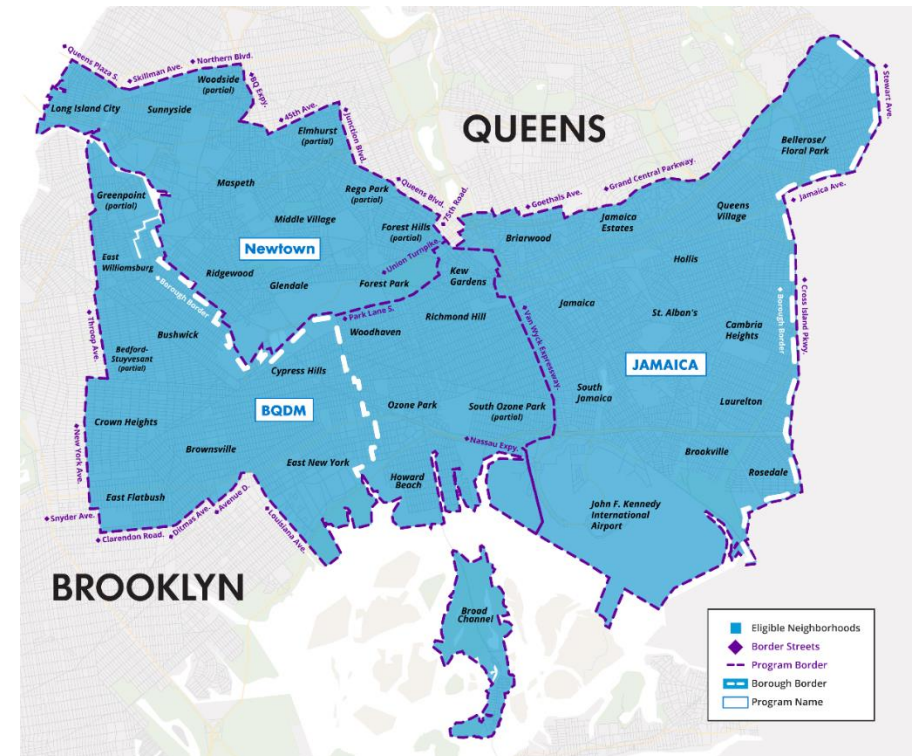 Queens Plaza S.
Skillman Ave.
Northern Blvd.
BQ Expy.
45th Ave.
Junction Blvd.
Queens Blvd.
75th Road.
Goethals Ave.
Grand Central Parkway.
Stewart Ave.
Jamaica Ave.
QUEENS
Long Island City
Sunnyside
Woodside
(partial)
Elmhurst
(partial)
Bellerose/
Floral Park
Greenpoint
(partial)
Maspeth
Rego Park
(partial)
Middle Village
Forest Hills
(partial)
Newtown
Union Turnpike
Briarwood
Jamaica
Estates
Queens
Village
Hollis
East
Williamsburg
Borough Border
Ridgewood
Glendale
Forest Park
Kew
Gardens
Park Lane S.
Woodhaven
Richmond Hill
Van Wyck Expressway.
Jamaica
St. Alban's
Cambria
Heights
Borough Border
Cross Island Pkwy.
Throop Ave.
Bushwick
Bedford-
Stuyvesant
(partial)
Cypress Hills
JAMAICA
BQDM
Ozone Park
South Ozone Park
(partial)
South
Jamaica
Laurelton
Crown Heights
New York Ave.
Brownsville
East New York
Nassau Expy.
Brookville
Rosedale
Howard
Beach
East Flatbush
Snyder Ave.
Clarendon Road.
Ditmas Ave.
Avenue D.
Louisiana Ave.
John F. Kennedy
International
Airport
BROOKLYN
Broad
Channel
Eligible Neighborhoods
Border Streets
Program Border
Borough Border
Program Name